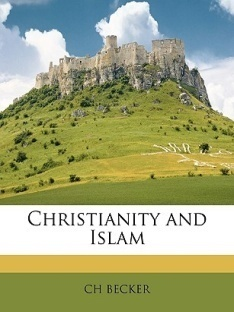 CHRISTIANITY AND
ISLAM
CH BECKER